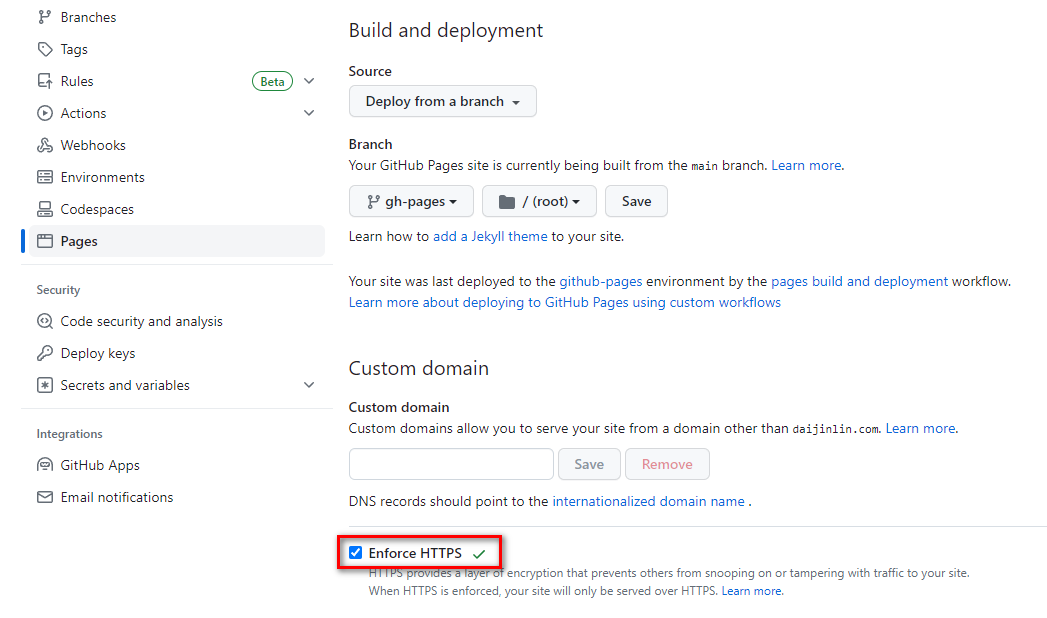 Branches
Tags
Rules Beta
Actions
Webhooks
Environments
Codespaces
Pages
Security
Code security and analysis
Deploy keys
Secrets and variables
Integrations
GitHub Apps
Email notifications
Build and deployment
Source
Deploy from a branch
Branch
Your GitHub Pages site is currently being built from the main branch. Learn more.
gh-pages / (root) Save
Learn how to add a Jekyll theme to your site.
Your site was last deployed to the github-pages environment by the pages build and deployment workflow.
Learn more about deploying to GitHub Pages using custom workflows
Custom domain
Custom domain
Custom domains allow you to serve your site from a domain other than daijinlin.com. Learn more.
Save Remove
DNS records should point to the internationalized domain name .
Enforce HTTPS
HTTPS provides a layer of encryption that prevents others from snooping on or tampering with traffic to your site.
When HTTPS is enforced, your site will only be served over HTTPS. Learn more.